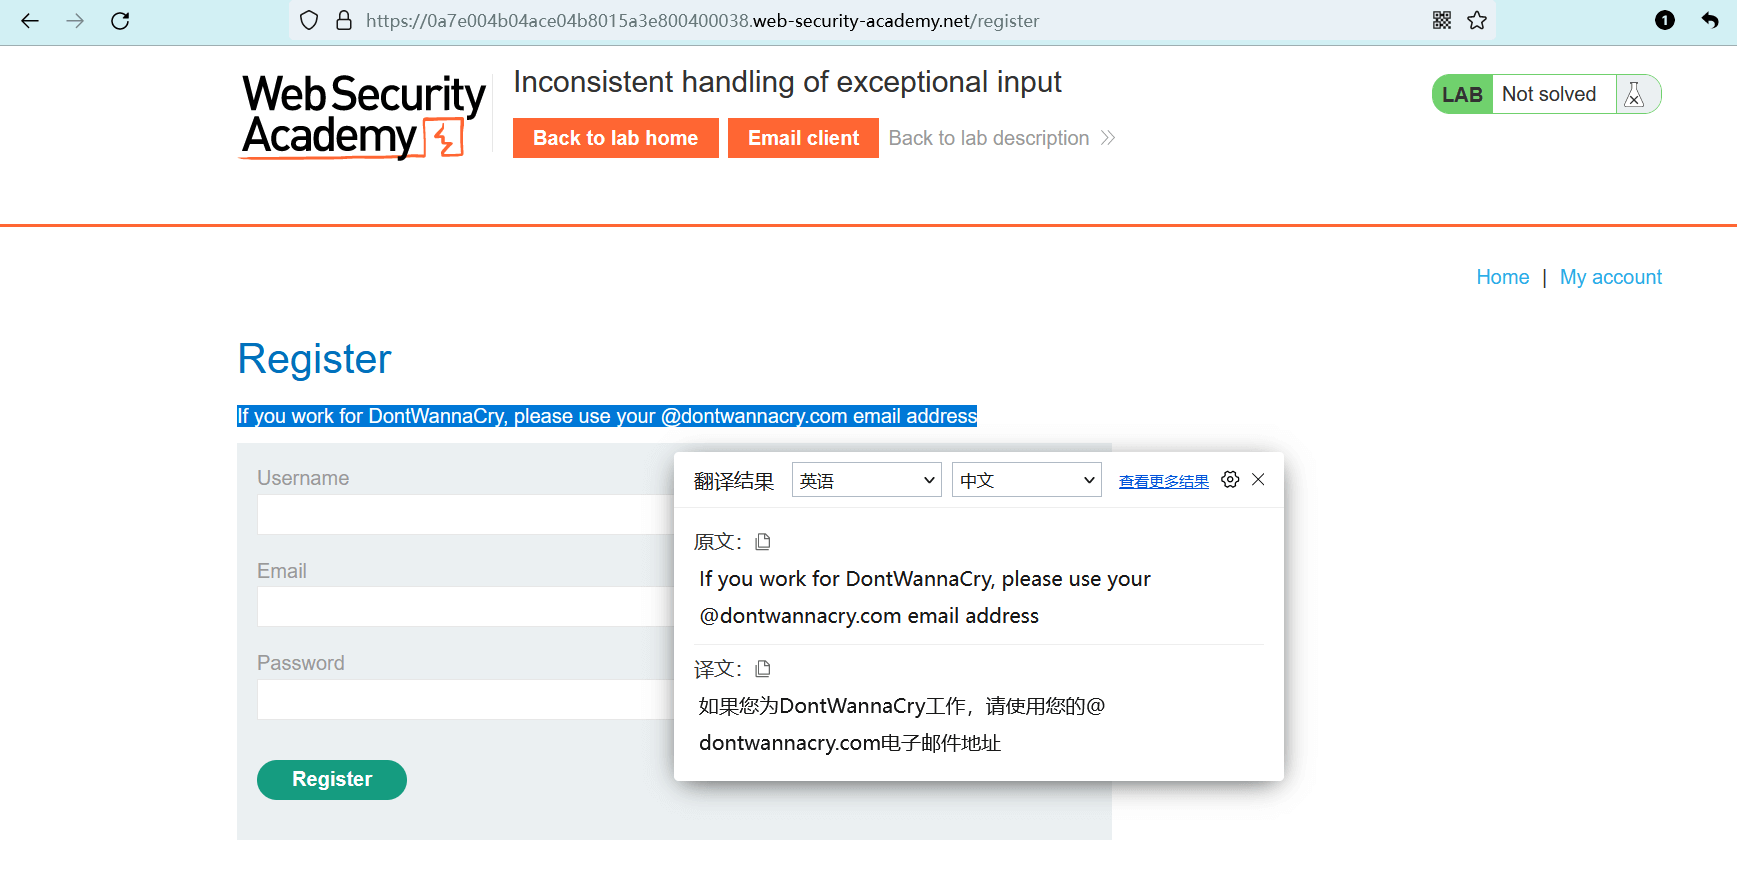 https://0a7e004b04ace04b8015a3e800400038.web-security-academy.net/register
1
Web Security
Academy
Inconsistent handling of exceptional input
Back to lab home
Email client
Back to lab description
LAB
Not solved
Home | My account
Register
If you work for DontWannaCry, please use your @dontwannacry.com email address
Username
Email
Password
Register
翻译结果
英语
中文
查看更多结果
原文:
If you work for DontWannaCry, please use your
@dontwannacry.com email address
译文:
如果您为DontWannaCry工作，请使用您的@
dontwannacry.com电子邮件地址